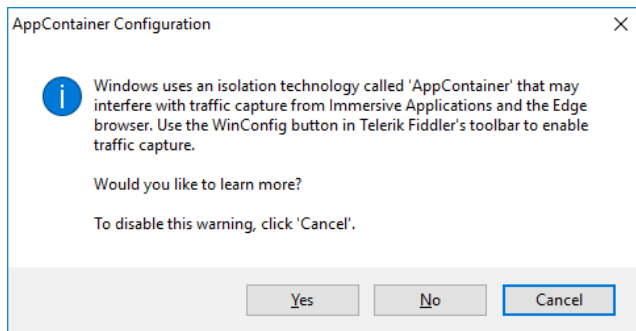 AppContainer Configuration
Windows uses an isolation technology called 'AppContainer' that may
interfere with traffic capture from Immersive Applications and the Edge
browser. Use the WinConfig button in Telerik Fiddler's toolbar to enable
traffic capture.
Would you like to learn more?
To disable this warning, click 'Cancel'.
Yes
No
Cancel